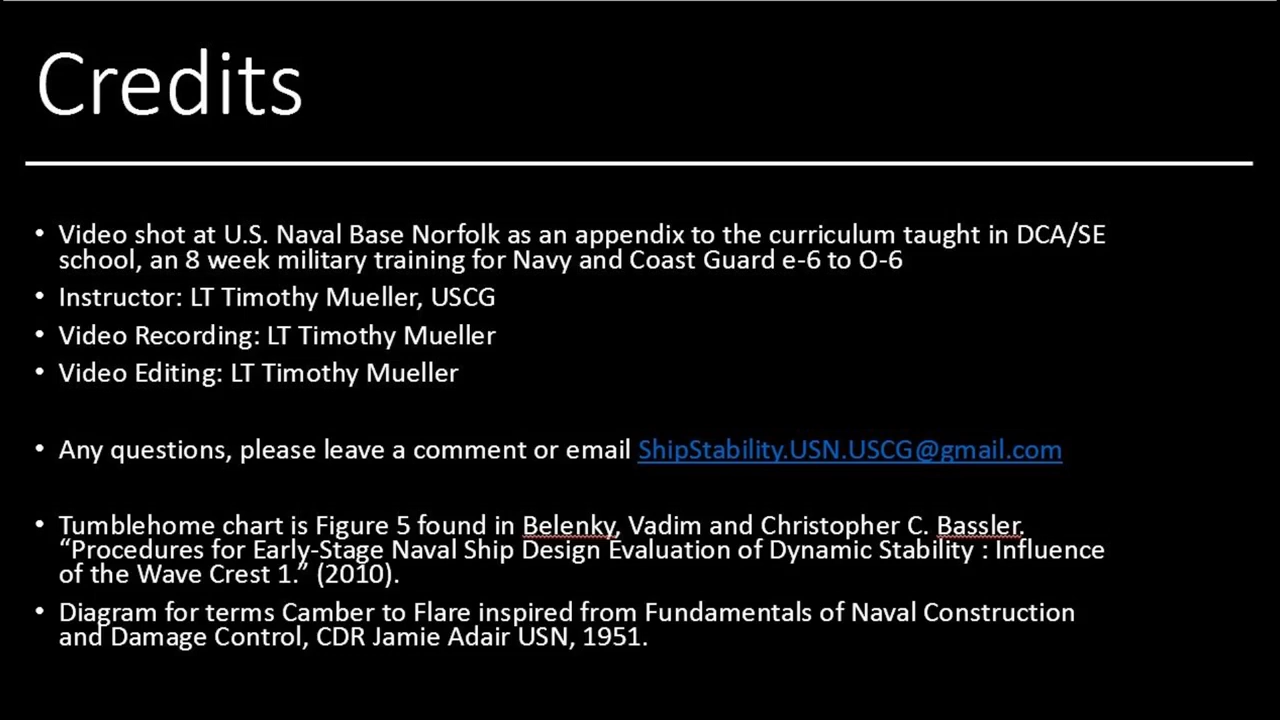 Credits
• Video shot at U.S. Naval Base Norfolk as an appendix to the curriculum taught in DCA/SE
school, an 8 week military training for Navy and Coast Guard e-6 to O-6
• Instructor: LT Timothy Mueller, USCG
• Video Recording: LT Timothy Mueller
• Video Editing: LT Timothy Mueller
• Any questions, please leave a comment or email ShipStability.USN.USCG@gmail.com
• Tumblehome chart is Figure 5 found in Belenky, Vadim and Christopher C. Bassler.
“Procedures for Early-Stage Naval Ship Design Evaluation of Dynamic Stability : Influence
of the Wave Crest 1.” (2010).
• Diagram for terms Camber to Flare inspired from Fundamentals of Naval Construction
and Damage Control, CDR Jamie Adair USN, 1951.